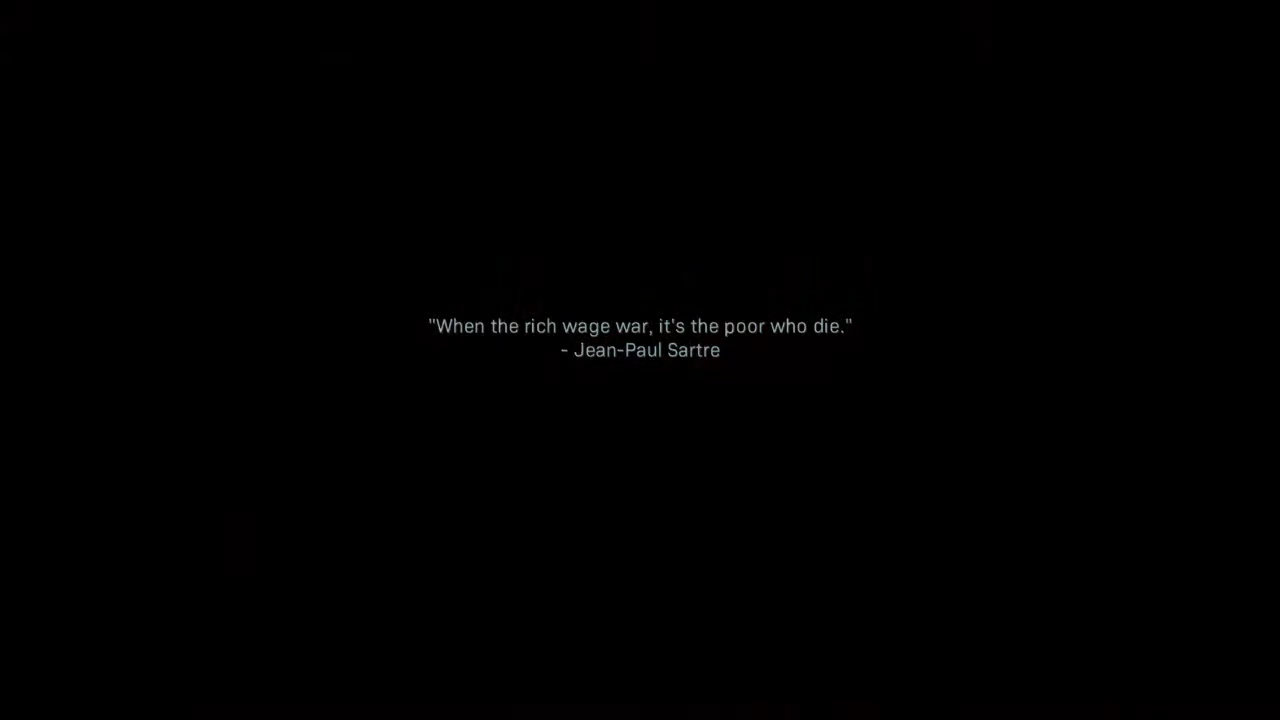 "When the rich wage war, it's the poor who die."
- Jean-Paul Sartre